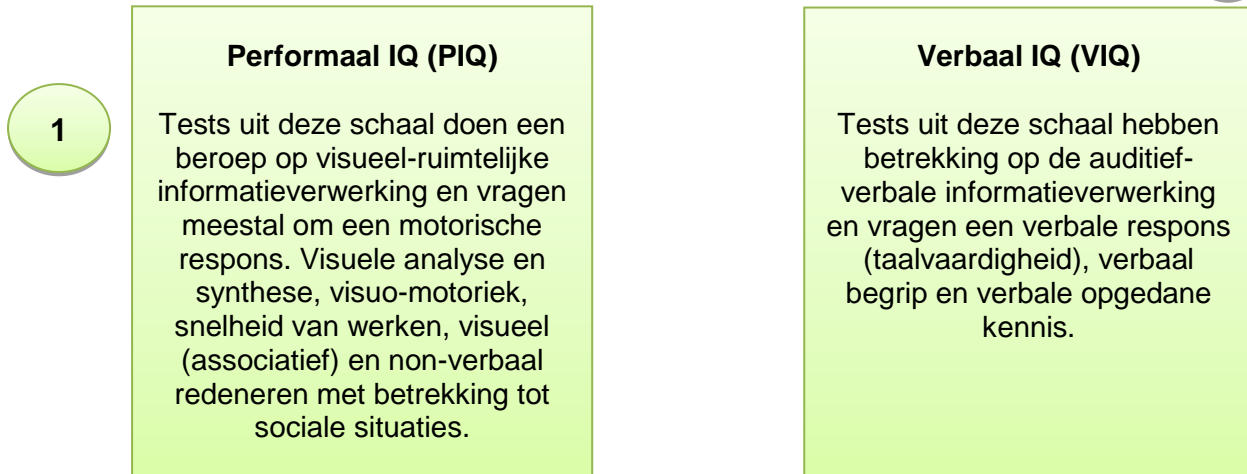 1
Performaal IQ (PIQ)
Tests uit deze schaal doen een
beroep op visueel-ruimtelijke
informatieverwerking en vragen
meestal om een motorische
respons. Visuele analyse en
synthese, visuo-motoriek,
snelheid van werken, visueel
(associatief) en non-verbaal
redeneren met betrekking tot
sociale situaties.
Verbaal IQ (VIQ)
Tests uit deze schaal hebben
betrekking op de auditief-
verbale informatieverwerking
en vragen een verbale respons
(taalvaardigheid), verbaal
begrip en verbale opgedane
kennis.